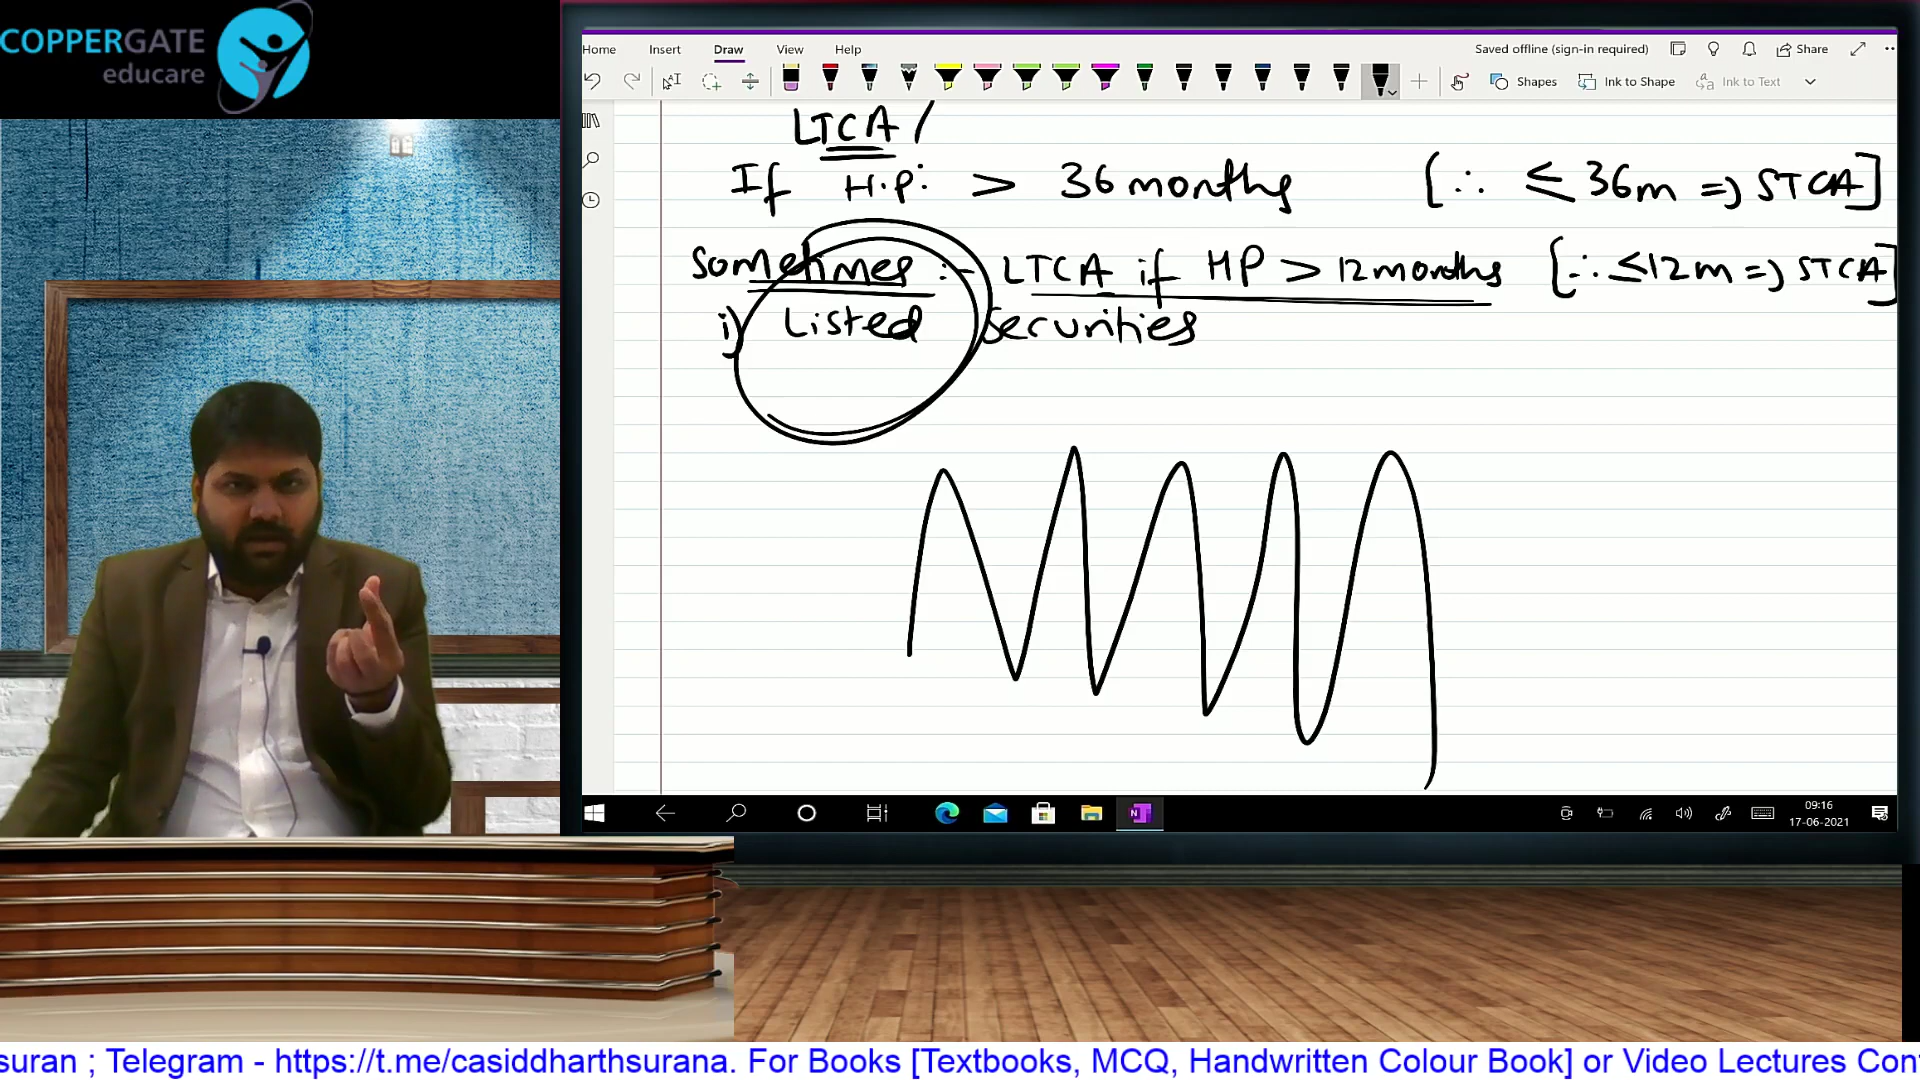 COPPERGATE
educare
Home Insert Draw View Help Saved offline (sign-in required) Share
Shapes Ink to Shape Ink to Text
LTCA
If H.P. > 36 months [∴ ≤ 36m => STCA]
Sometimes :- LTCA if HP > 12 months [∴ ≤12m => STCA]
i) Listed Securities
09:16
17-06-2021
suran ; Telegram - https://t.me/casiddharthsurana. For Books [Textbooks, MCQ, Handwritten Colour Book] or Video Lectures Con